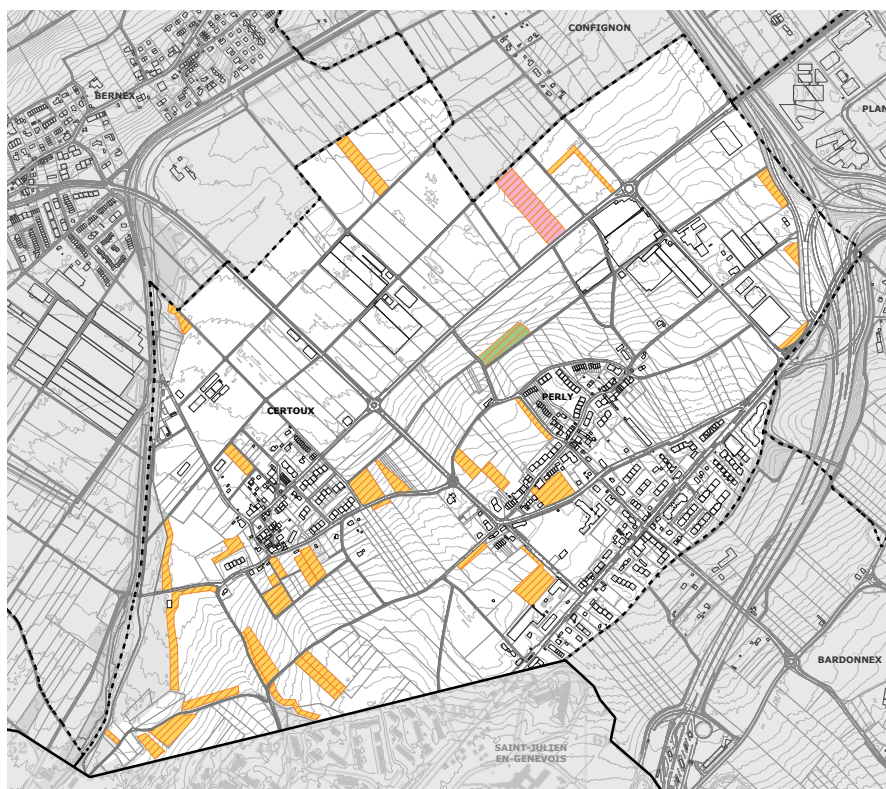 CONFIGNON
BERNEX
PLAN
CERTOUX
PERLY
BARDONNEX
SAINT-JULIEN
EN-GENEVOIS